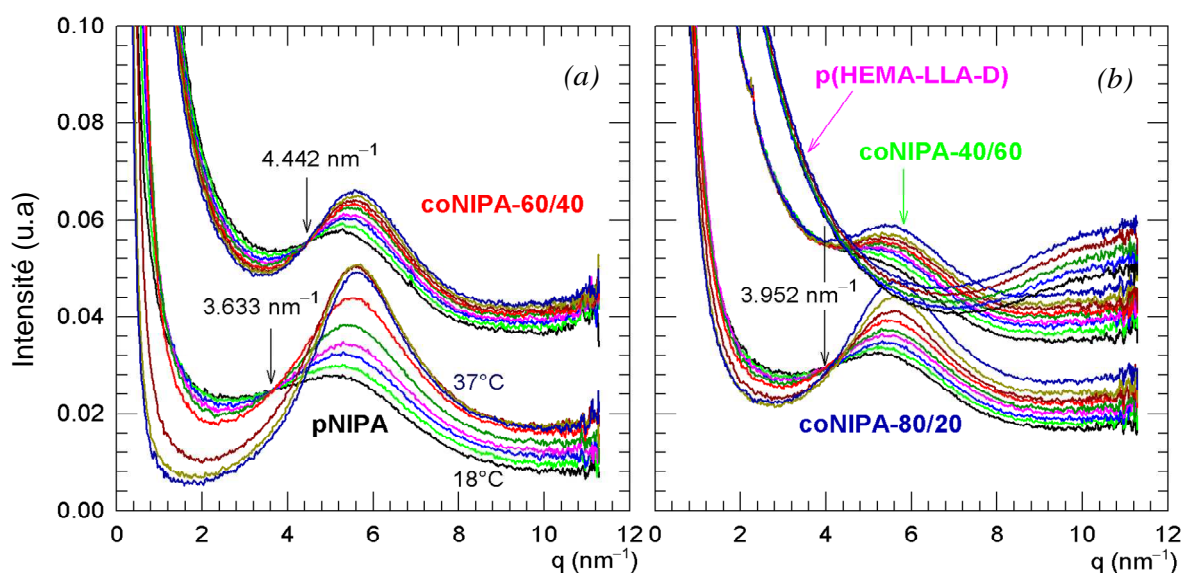 Intensité (u.a)
0.10
0.08
0.06
0.04
0.02
0.00
(a)
4.442 nm⁻¹
coNIPA-60/40
3.633 nm⁻¹
37°C
pNIPA
18°C
0 2 4 6 8 10 12
q (nm⁻¹)
(b)
p(HEMA-LLA-D)
coNIPA-40/60
3.952 nm⁻¹
coNIPA-80/20
2 4 6 8 10 12
q (nm⁻¹)